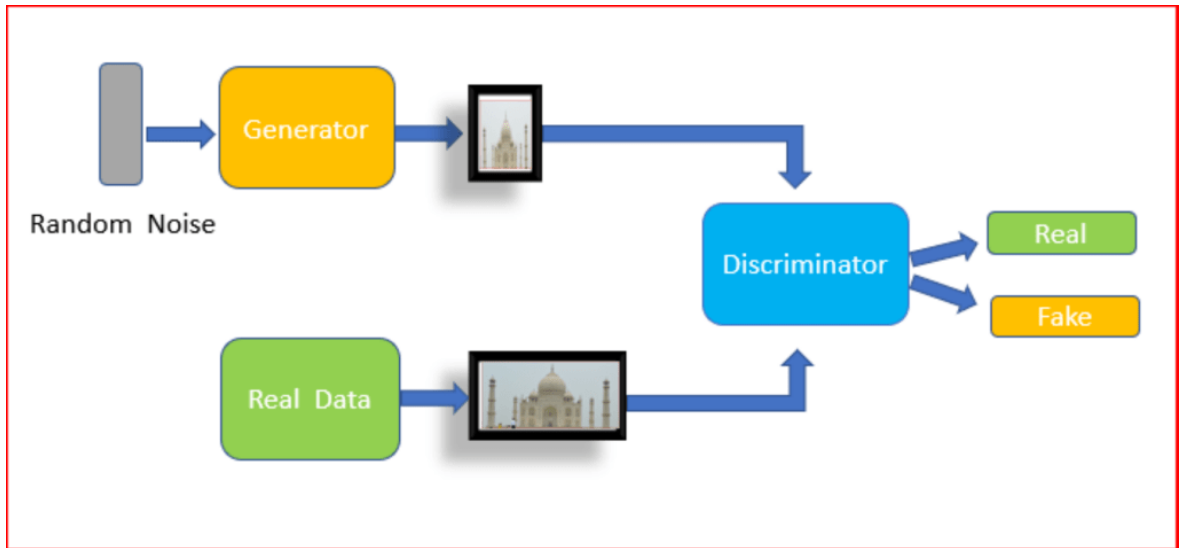 Generator
Random Noise
Discriminator
Real
Fake
Real Data